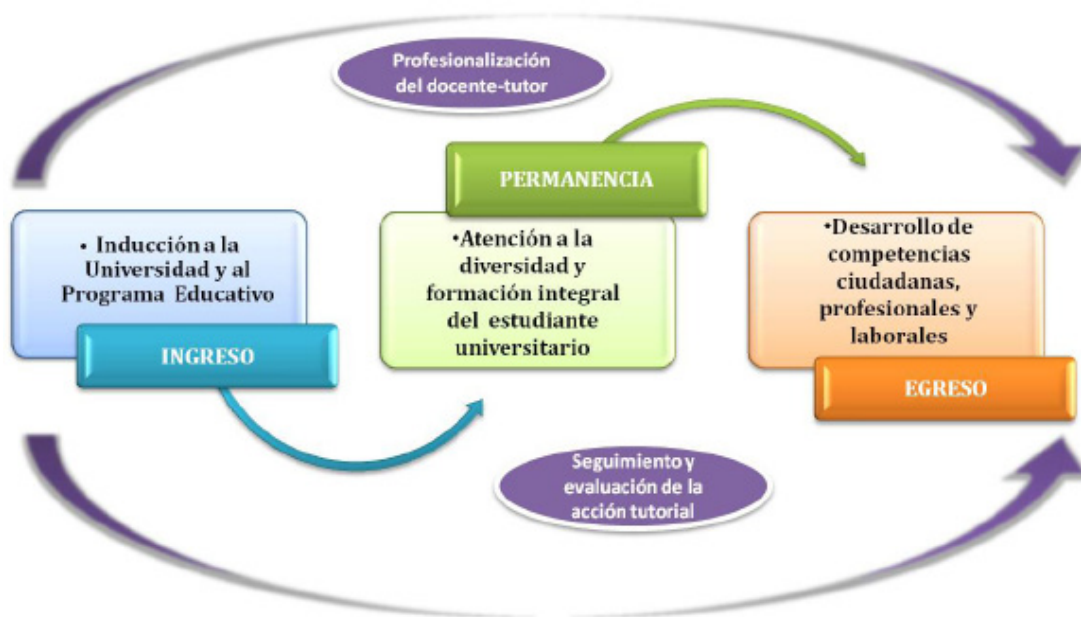 Profesionalización
del docente-tutor
PERMANENCIA
• Inducción a la
Universidad y al
Programa Educativo
INGRESO
•Atención a la
diversidad y
formación integral
del estudiante
universitario
•Desarrollo de
competencias
ciudadanas,
profesionales y
laborales
EGRESO
Seguimiento y
evaluación de la
acción tutorial